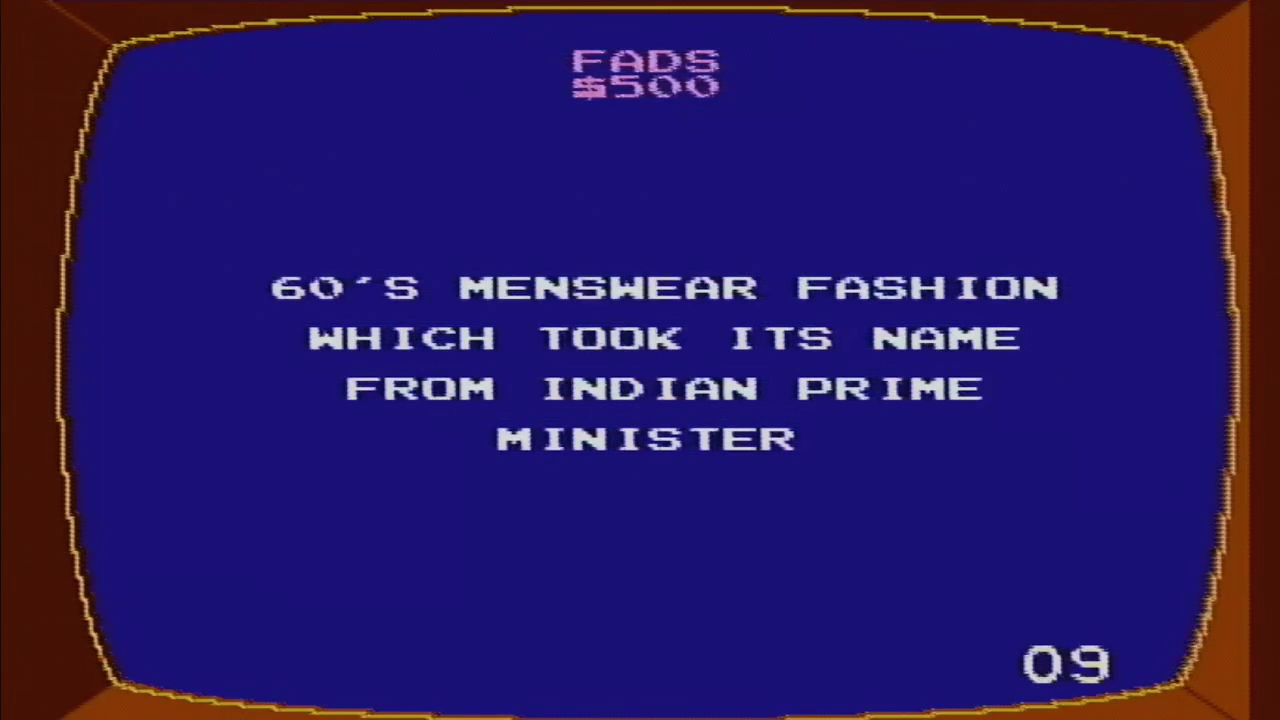 FADS
$500
60'S MENSWEAR FASHION
WHICH TOOK ITS NAME
FROM INDIAN PRIME
MINISTER
09